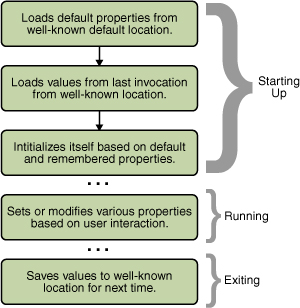 Loads default properties from
well-known default location.
Loads values from last invocation
from well-known location.
Intitializes itself based on default
and remembered properties.
Starting
Up
...
Sets or modifies various properties
based on user interaction.
Running
...
Saves values to well-known
location for next time.
Exiting